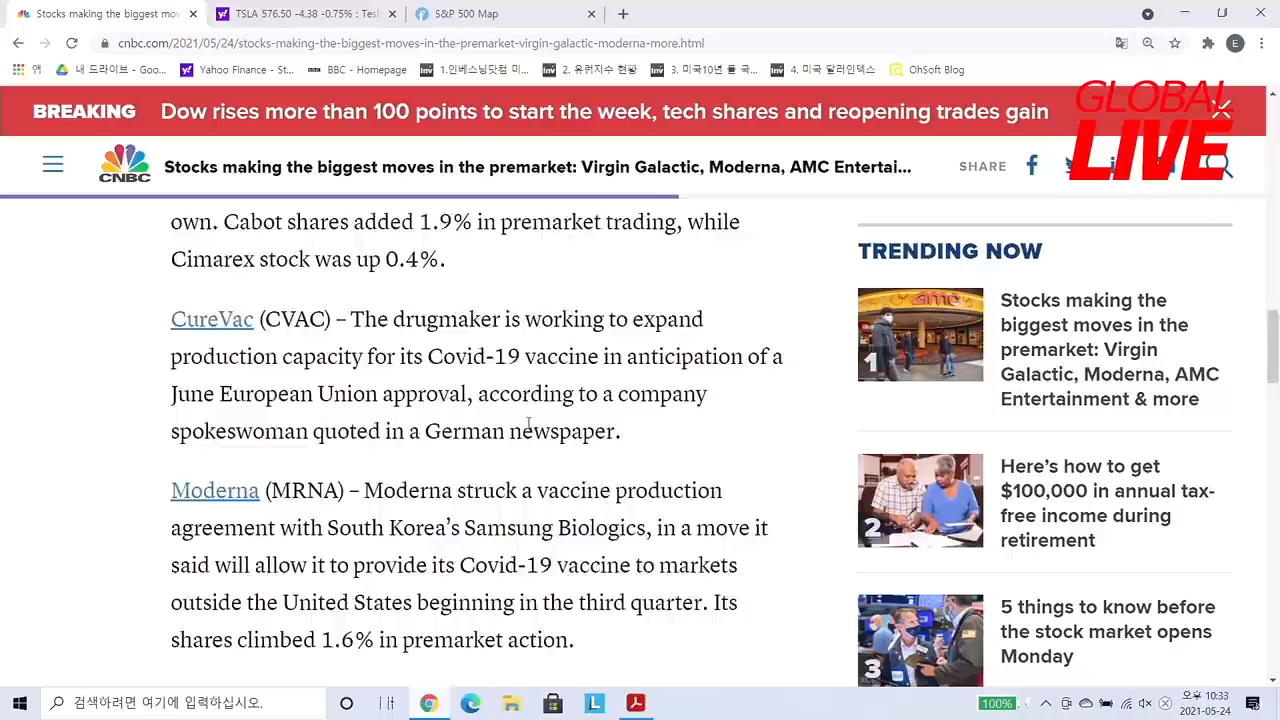 Stocks making the biggest mov
TSLA 576.50 -4.38 -0.75% : Tes
S&P 500 Map
cnbc.com/2021/05/24/stocks-making-the-biggest-moves-in-the-premarket-virgin-galactic-moderna-more.html
E
앱
내 드라이브 - Goo...
Yahoo Finance - St...
BBC - Homepage
Inv 1.인베스팅닷컴 미...
Inv 2. 유럽지수 현황
Inv 3. 미국10년 물 국...
Inv 4. 미국 달러인덱스
OhSoft Blog
GLOBAL
LIVE
BREAKING Dow rises more than 100 points to start the week, tech shares and reopening trades gain
CNBC
Stocks making the biggest moves in the premarket: Virgin Galactic, Moderna, AMC Entertai...
SHARE
own. Cabot shares added 1.9% in premarket trading, while
Cimarex stock was up 0.4%.
CureVac (CVAC) – The drugmaker is working to expand
production capacity for its Covid-19 vaccine in anticipation of a
June European Union approval, according to a company
spokeswoman quoted in a German newspaper.
Moderna (MRNA) – Moderna struck a vaccine production
agreement with South Korea’s Samsung Biologics, in a move it
said will allow it to provide its Covid-19 vaccine to markets
outside the United States beginning in the third quarter. Its
shares climbed 1.6% in premarket action.
TRENDING NOW
amc
1
Stocks making the
biggest moves in the
premarket: Virgin
Galactic, Moderna, AMC
Entertainment & more
2
Here’s how to get
$100,000 in annual tax-
free income during
retirement
3
5 things to know before
the stock market opens
Monday
검색하려면 여기에 입력하십시오.
L
100%
오후 10:33
2021-05-24